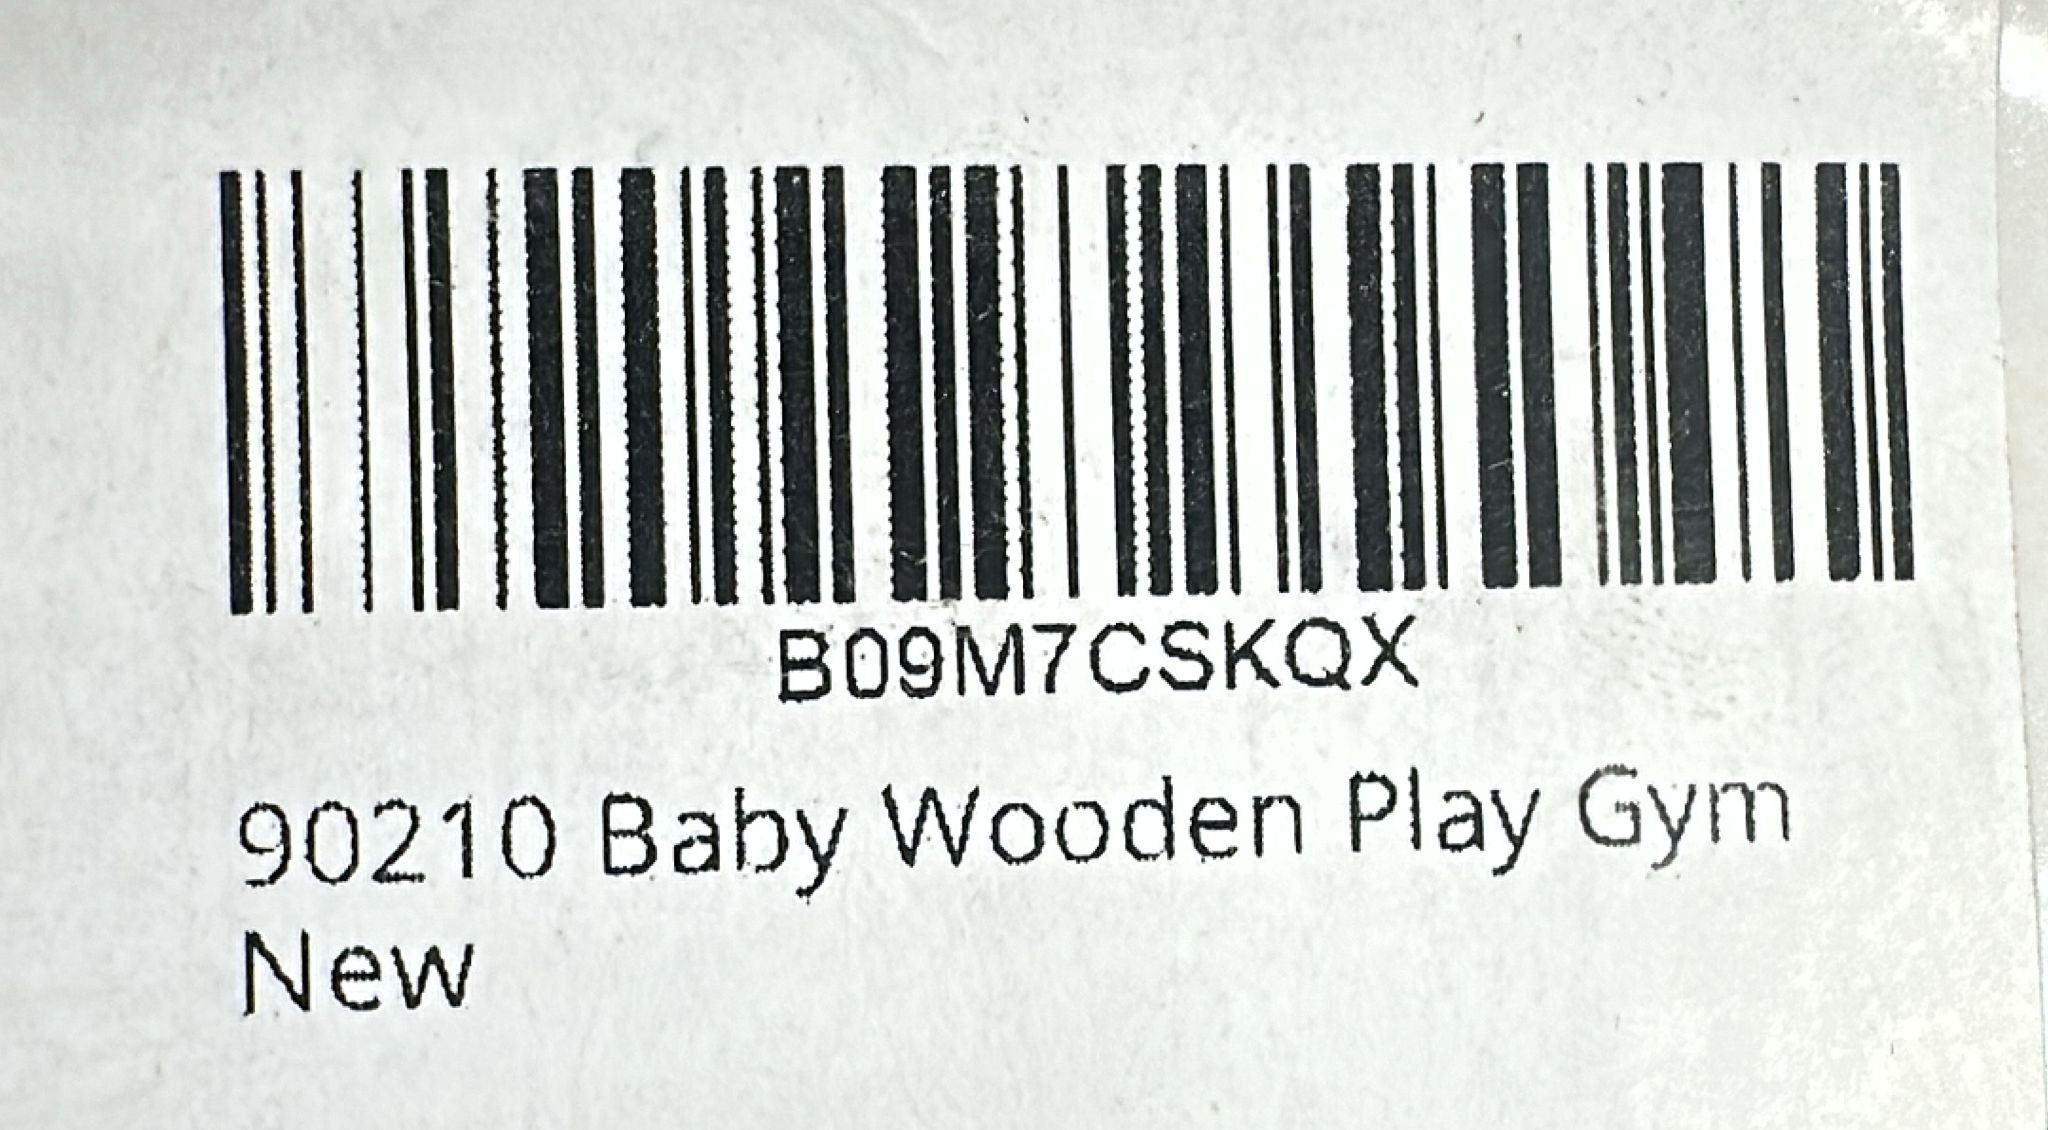 B09M7CSKQX
90210 Baby Wooden Play Gym
New